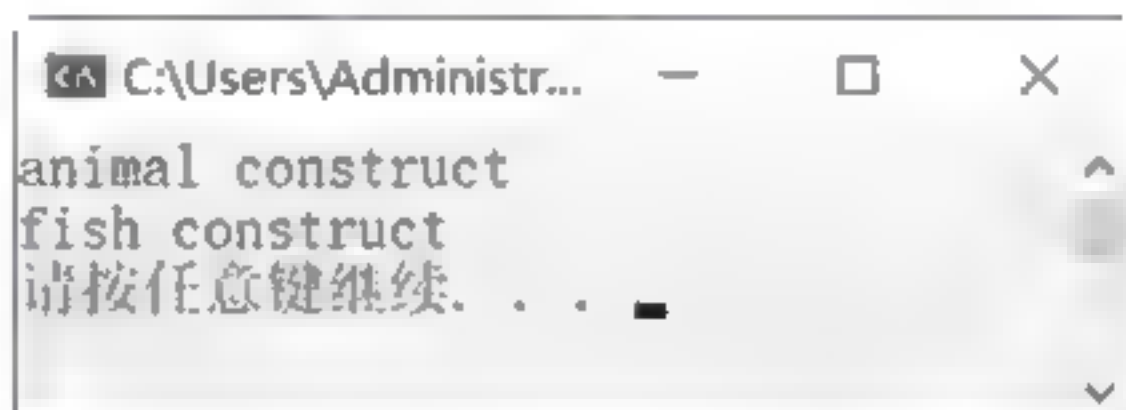 C:\Users\Administr...
animal construct
fish construct
请按任意键继续. . .